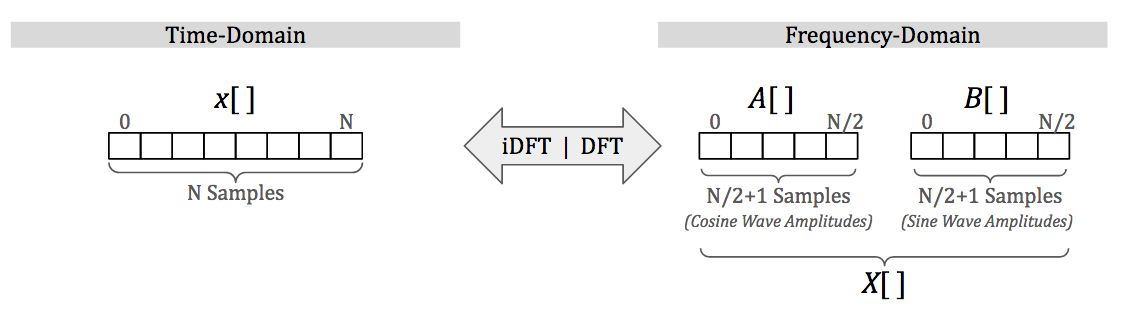 Time-Domain
Frequency-Domain
x[ ]
A[ ]
B[ ]
0
N
0
N/2
0
N/2
iDFT | DFT
N Samples
N/2+1 Samples
(Cosine Wave Amplitudes)
N/2+1 Samples
(Sine Wave Amplitudes)
X[ ]